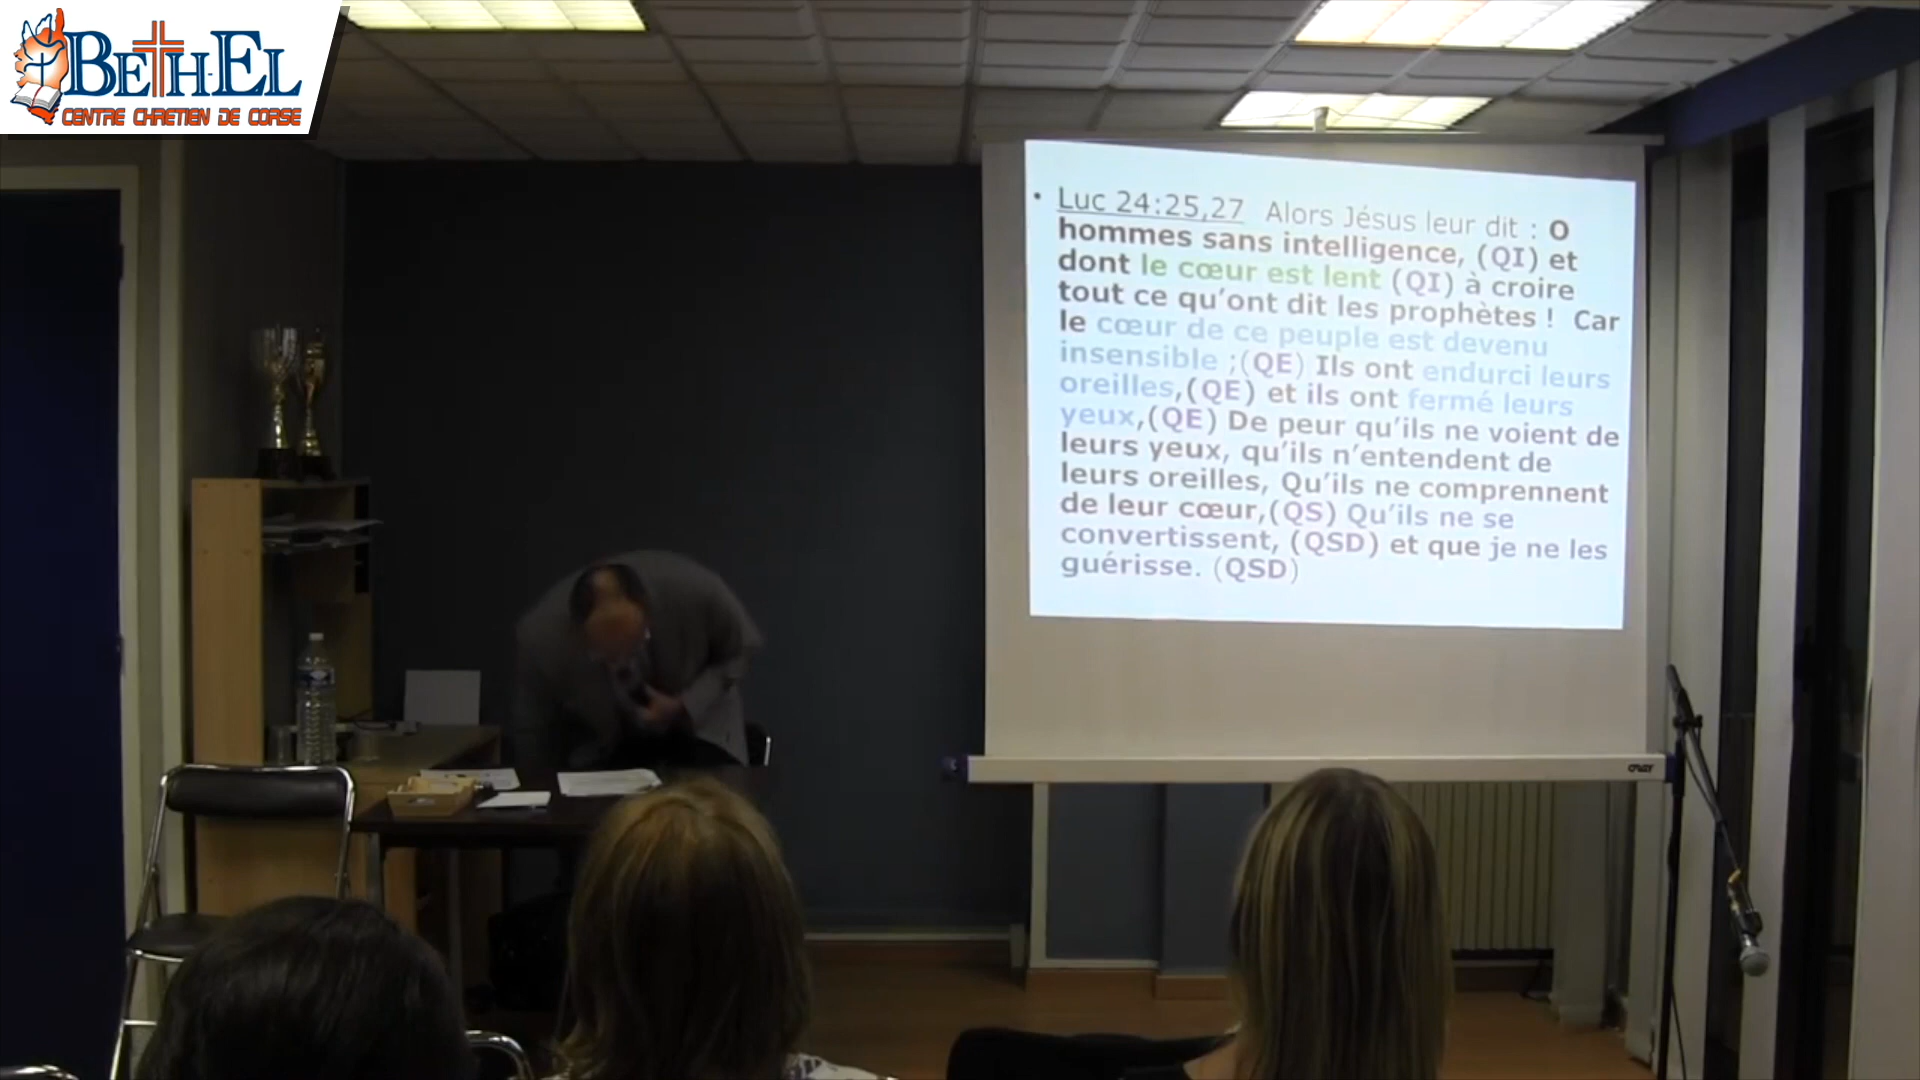 BETH-EL
CENTRE CHRETIEN DE CORSE
• Luc 24:25,27 Alors Jésus leur dit : O
hommes sans intelligence, (QI) et
dont le cœur est lent (QI) à croire
tout ce qu'ont dit les prophètes ! Car
le cœur de ce peuple est devenu
insensible ;(QE) Ils ont endurci leurs
oreilles,(QE) et ils ont fermé leurs
yeux,(QE) De peur qu'ils ne voient de
leurs yeux, qu'ils n'entendent de
leurs oreilles, Qu'ils ne comprennent
de leur cœur,(QS) Qu'ils ne se
convertissent, (QSD) et que je ne les
guérisse. (QSD)